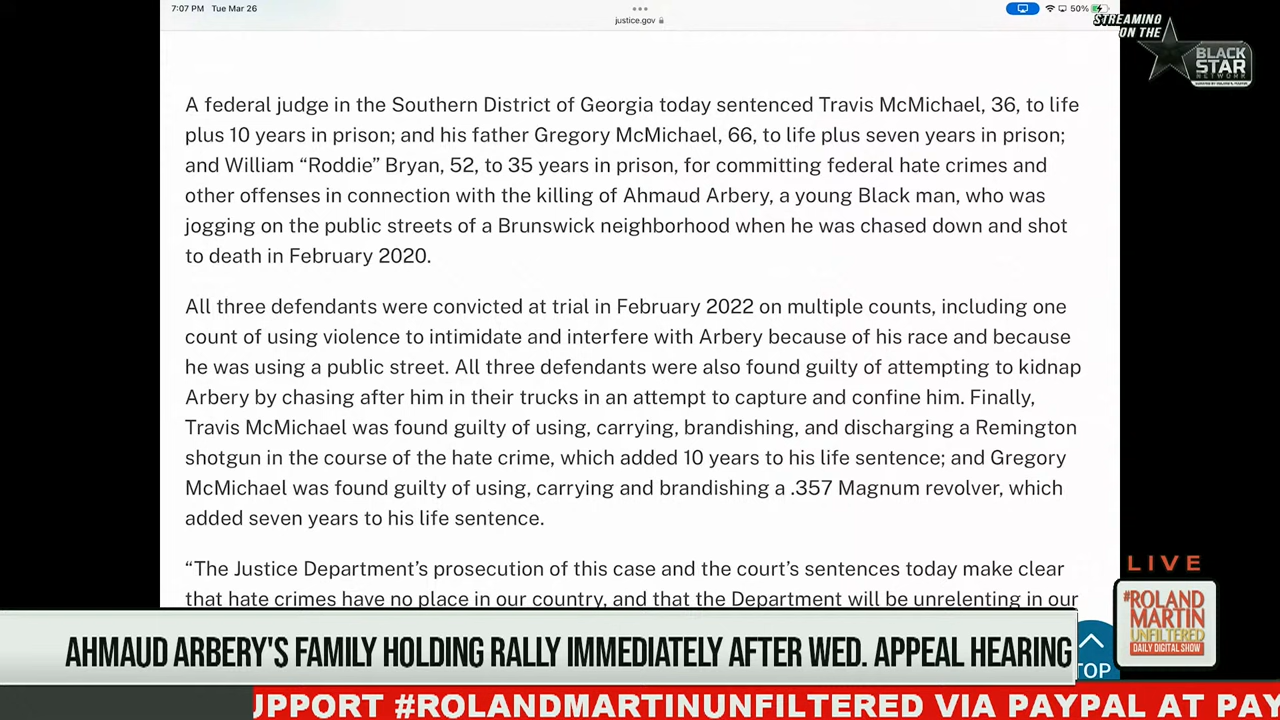 7:07 PM Tue Mar 26
justice.gov
50%
STREAMING
ON THE
BLACK
STAR
NETWORK
A federal judge in the Southern District of Georgia today sentenced Travis McMichael, 36, to life
plus 10 years in prison; and his father Gregory McMichael, 66, to life plus seven years in prison;
and William “Roddie” Bryan, 52, to 35 years in prison, for committing federal hate crimes and
other offenses in connection with the killing of Ahmaud Arbery, a young Black man, who was
jogging on the public streets of a Brunswick neighborhood when he was chased down and shot
to death in February 2020.
All three defendants were convicted at trial in February 2022 on multiple counts, including one
count of using violence to intimidate and interfere with Arbery because of his race and because
he was using a public street. All three defendants were also found guilty of attempting to kidnap
Arbery by chasing after him in their trucks in an attempt to capture and confine him. Finally,
Travis McMichael was found guilty of using, carrying, brandishing, and discharging a Remington
shotgun in the course of the hate crime, which added 10 years to his life sentence; and Gregory
McMichael was found guilty of using, carrying and brandishing a .357 Magnum revolver, which
added seven years to his life sentence.
“The Justice Department’s prosecution of this case and the court’s sentences today make clear
that hate crimes have no place in our country, and that the Department will be unrelenting in our
LIVE
#ROLAND
MARTIN
UNFILTERED
DAILY DIGITAL SHOW
AHMAUD ARBERY'S FAMILY HOLDING RALLY IMMEDIATELY AFTER WED. APPEAL HEARING
TOP
UPPORT #ROLANDMARTINUNFILTERED VIA PAYPAL AT PAY